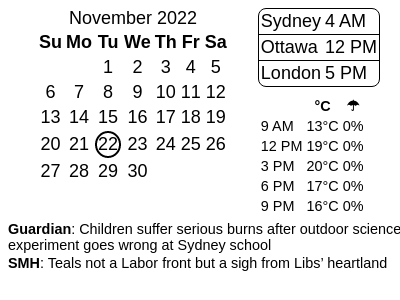 November 2022
Su Mo Tu We Th Fr Sa
1 2 3 4 5
6 7 8 9 10 11 12
13 14 15 16 17 18 19
20 21 22 23 24 25 26
27 28 29 30
Sydney 4 AM
Ottawa 12 PM
London 5 PM
°C ☂
9 AM 13°C 0%
12 PM 19°C 0%
3 PM 20°C 0%
6 PM 17°C 0%
9 PM 16°C 0%
Guardian: Children suffer serious burns after outdoor science
experiment goes wrong at Sydney school
SMH: Teals not a Labor front but a sigh from Libs’ heartland